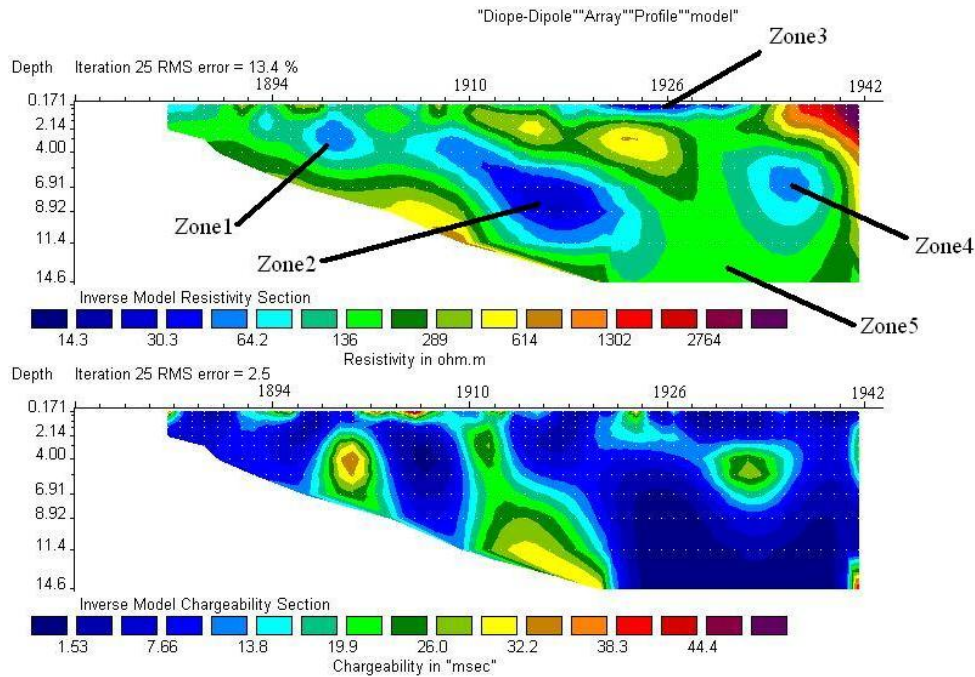 "Diope-Dipole""Array""Profile""model"
Zone3
Depth Iteration 25 RMS error = 13.4 %
1894 1910 1926 1942
0.171
2.14
4.00
6.91
8.92
11.4
14.6
Zone1
Zone2
Zone4
Zone5
Inverse Model Resistivity Section
14.3 30.3 64.2 136 289 614 1302 2764
Resistivity in ohm.m
Depth Iteration 25 RMS error = 2.5
1894 1910 1926 1942
0.171
2.14
4.00
6.91
8.92
11.4
14.6
Inverse Model Chargeability Section
1.53 7.66 13.8 19.9 26.0 32.2 38.3 44.4
Chargeability in "msec"